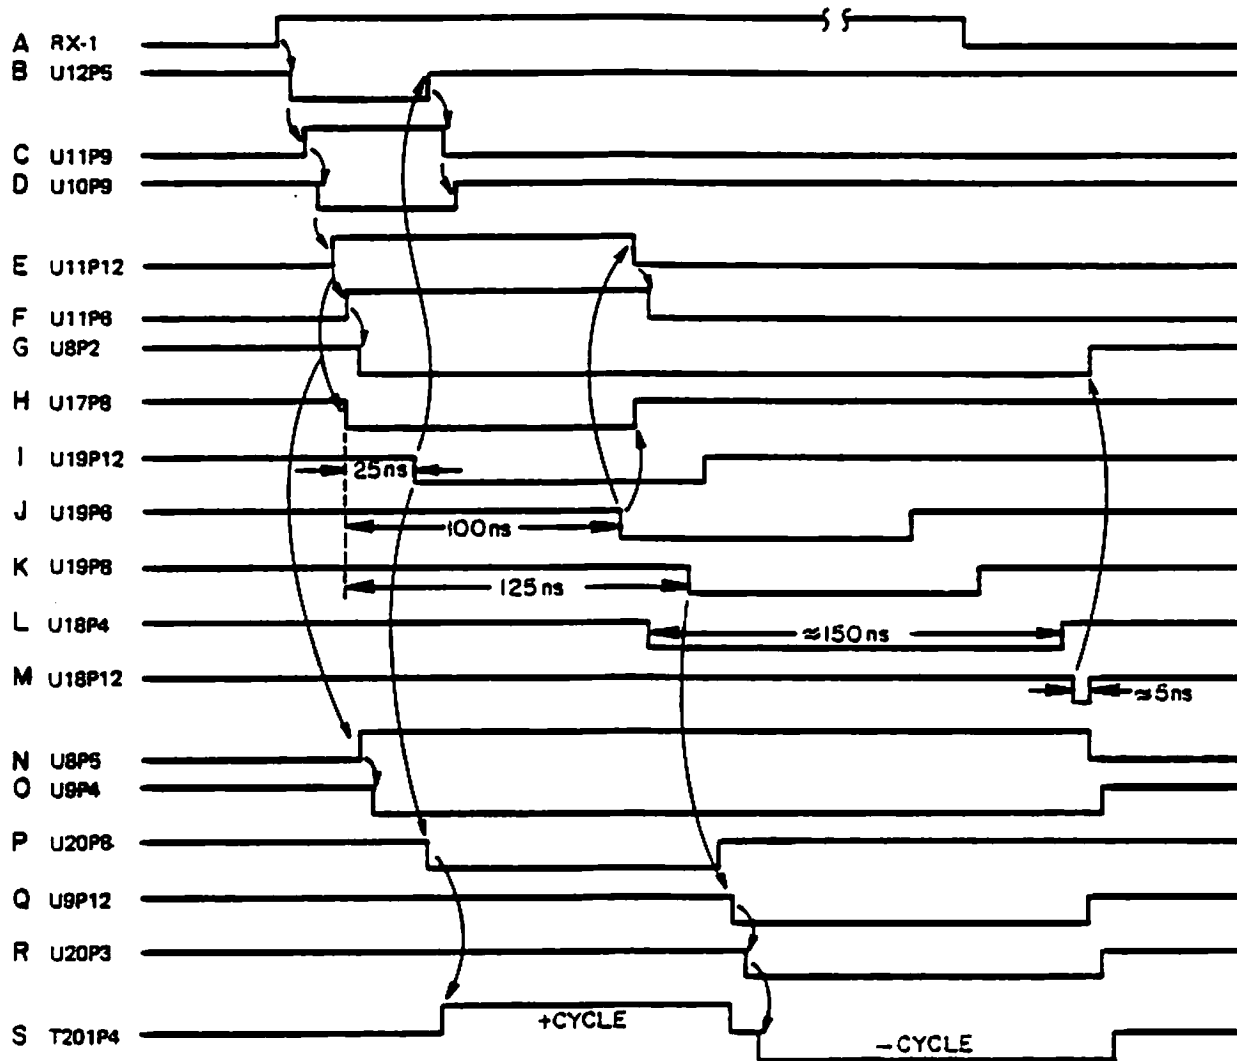 A RX-1
B U12P5
C U11P9
D U10P9
E U11P12
F U11P6
G U8P2
H U17P8
I U19P12
25ns
J U19P6
100ns
K U19P8
125ns
L U18P4
≈150ns
M U18P12
≈5ns
N U8P5
O U9P4
P U20P8
Q U9P12
R U20P3
S T201P4
+CYCLE
-CYCLE